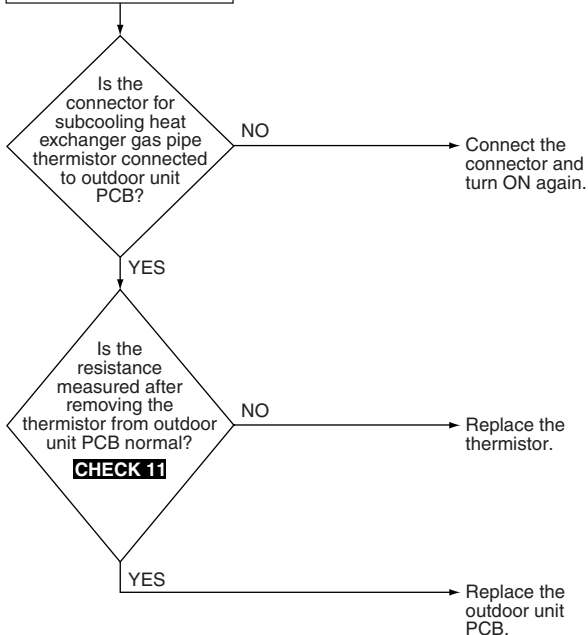 Is the
connector for
subcooling heat
exchanger gas pipe
thermistor connected
to outdoor unit
PCB?
NO
Connect the
connector and
turn ON again.
YES
Is the
resistance
measured after
removing the
thermistor from outdoor
unit PCB normal?
CHECK 11
NO
Replace the
thermistor.
YES
Replace the
outdoor unit
PCB.